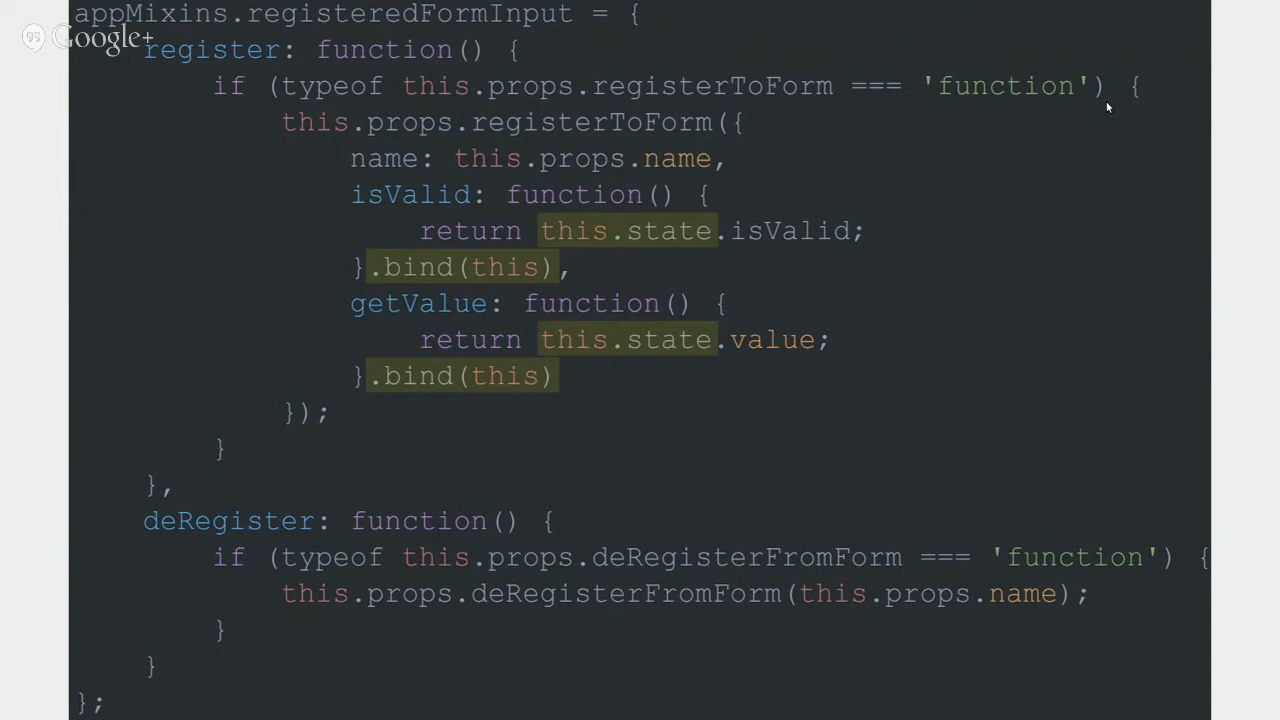 appMixins.registeredFormInput = {
Google+
register: function() {
if (typeof this.props.registerToForm === 'function') {
this.props.registerToForm({
name: this.props.name,
isValid: function() {
return this.state.isValid;
}.bind(this),
getValue: function() {
return this.state.value;
}.bind(this)
});
}
},
deRegister: function() {
if (typeof this.props.deRegisterFromForm === 'function') {
this.props.deRegisterFromForm(this.props.name);
}
}
};